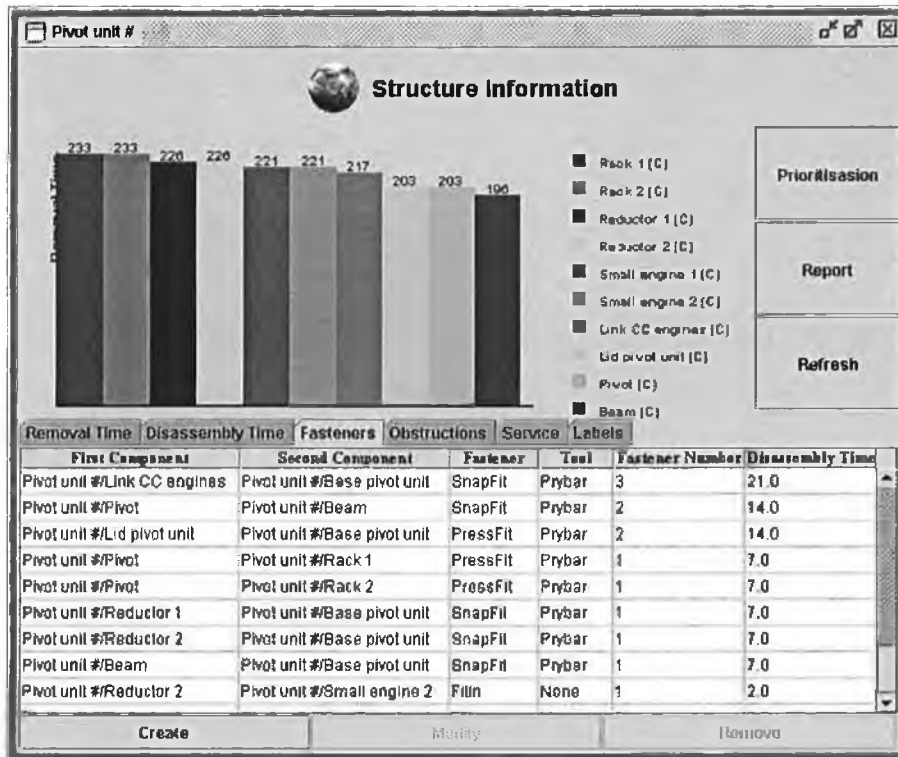 Pivot unit #
Structure Information
233 233 226 226 221 221 217 203 203 196
Rack 1 (C)
Rack 2 (C)
Reductor 1 (C)
Reductor 2 (C)
Small engine 1 (C)
Small engine 2 (C)
Link CC engines (C)
Lid pivot unit (C)
Pivot (C)
Beam (C)
Prioritisasion
Report
Refresh
Removal Time Disassembly Time Fasteners Obstructions Service Labels
First Component Second Component Fastener Tool Fastener Number Disassembly Time
Pivot unit #/Link CC engines Pivot unit #/Base pivot unit SnapFit Prybar 3 21.0
Pivot unit #/Pivot Pivot unit #/Beam SnapFit Prybar 2 14.0
Pivot unit #/Lid pivot unit Pivot unit #/Base pivot unit PressFit Prybar 2 14.0
Pivot unit #/Pivot Pivot unit #/Rack 1 PressFit Prybar 1 7.0
Pivot unit #/Pivot Pivot unit #/Rack 2 PressFit Prybar 1 7.0
Pivot unit #/Reductor 1 Pivot unit #/Base pivot unit SnapFit Prybar 1 7.0
Pivot unit #/Reductor 2 Pivot unit #/Base pivot unit SnapFit Prybar 1 7.0
Pivot unit #/Beam Pivot unit #/Base pivot unit SnapFit Prybar 1 7.0
Pivot unit #/Reductor 2 Pivot unit #/Small engine 2 Fillin None 1 2.0
Create Modify Remove